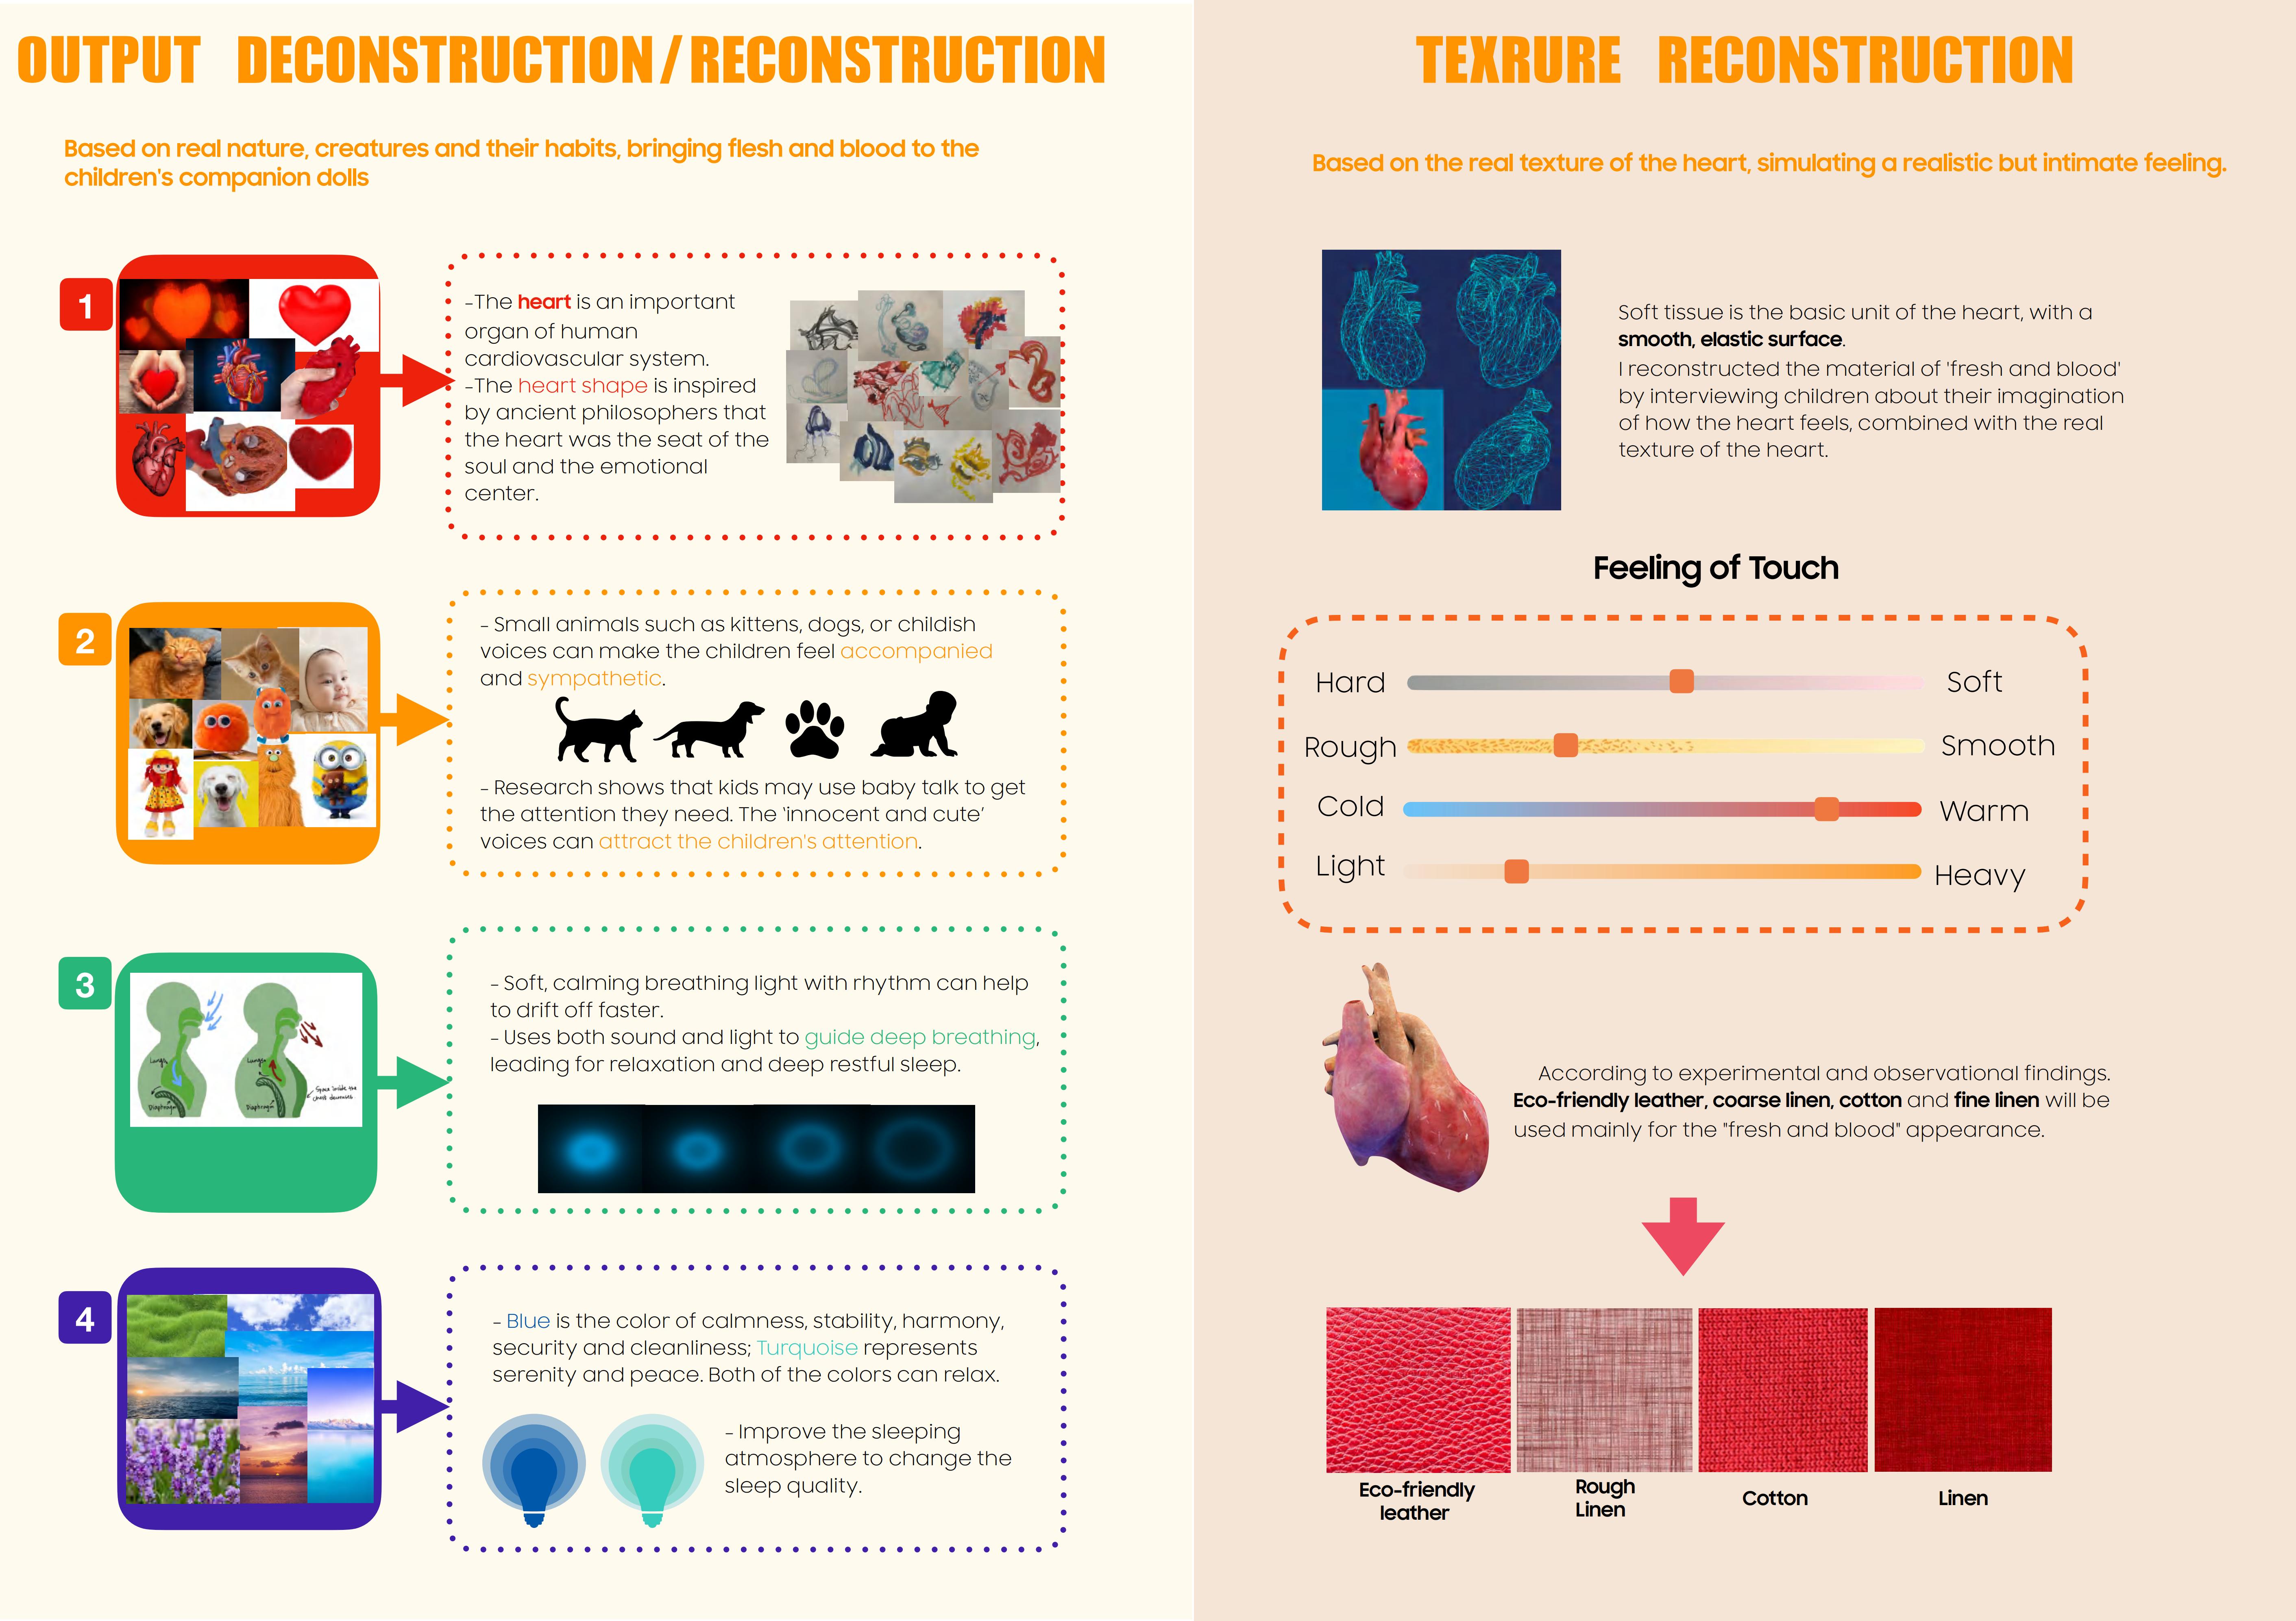 OUTPUT DECONSTRUCTION/RECONSTRUCTION
Based on real nature, creatures and their habits, bringing flesh and blood to the
children's companion dolls
1
-The heart is an important
organ of human
cardiovascular system.
-The heart shape is inspired
by ancient philosophers that
the heart was the seat of the
soul and the emotional
center.
2
- Small animals such as kittens, dogs, or childish
voices can make the children feel accompanied
and sympathetic.
- Research shows that kids may use baby talk to get
the attention they need. The 'innocent and cute'
voices can attract the children's attention.
3
Lungs
Diaphragm
Lungs
Diaphragm
Space inside the
chest decreases
- Soft, calming breathing light with rhythm can help
to drift off faster.
- Uses both sound and light to guide deep breathing,
leading for relaxation and deep restful sleep.
4
- Blue is the color of calmness, stability, harmony,
security and cleanliness; Turquoise represents
serenity and peace. Both of the colors can relax.
- Improve the sleeping
atmosphere to change the
sleep quality.
TEXRURE RECONSTRUCTION
Based on the real texture of the heart, simulating a realistic but intimate feeling.
Soft tissue is the basic unit of the heart, with a
smooth, elastic surface.
I reconstructed the material of 'fresh and blood'
by interviewing children about their imagination
of how the heart feels, combined with the real
texture of the heart.
Feeling of Touch
Hard Soft
Rough Smooth
Cold Warm
Light Heavy
According to experimental and observational findings.
Eco-friendly leather, coarse linen, cotton and fine linen will be
used mainly for the "fresh and blood" appearance.
Eco-friendly
leather
Rough
Linen
Cotton
Linen